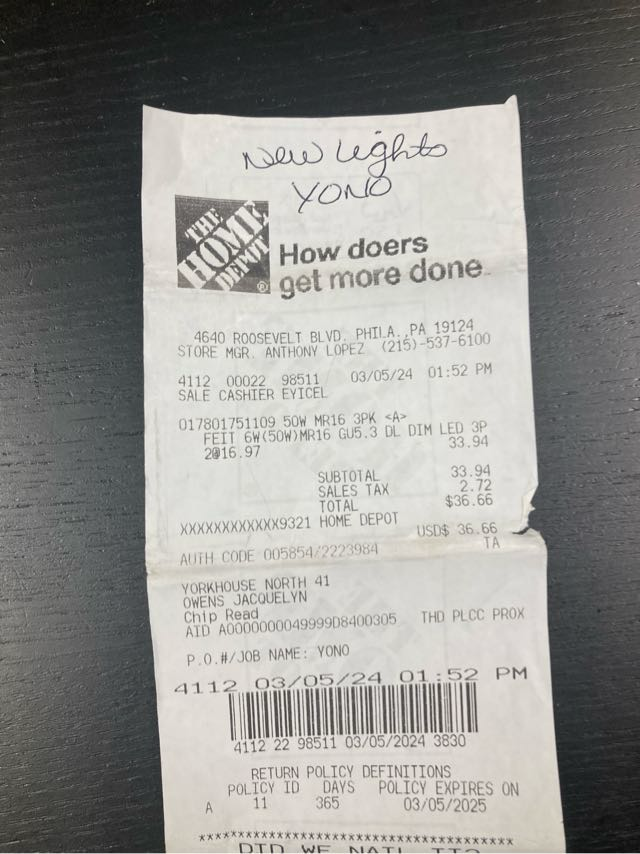 New Lights
YONO
THE
HOME
DEPOT
®
How doers
get more done
4640 ROOSEVELT BLVD. PHILA.,PA 19124
STORE MGR. ANTHONY LOPEZ (215)-537-6100
4112 00022 98511 03/05/24 01:52 PM
SALE CASHIER EYICEL
017801751109 50W MR16 3PK <A>
FEIT 6W(50W)MR16 GU5.3 DL DIM LED 3P
2@16.97 33.94
SUBTOTAL 33.94
SALES TAX 2.72
TOTAL $36.66
XXXXXXXXXXXX9321 HOME DEPOT
USD$ 36.66
AUTH CODE 005854/2223984 TA
YORKHOUSE NORTH 41
OWENS JACQUELYN
Chip Read
AID A0000000049999D8400305 THD PLCC PROX
P.O.#/JOB NAME: YONO
4112 03/05/24 01:52 PM
4112 22 98511 03/05/2024 3830
RETURN POLICY DEFINITIONS
POLICY ID DAYS POLICY EXPIRES ON
A 11 365 03/05/2025
****************************************
DID WE NAIL IT?